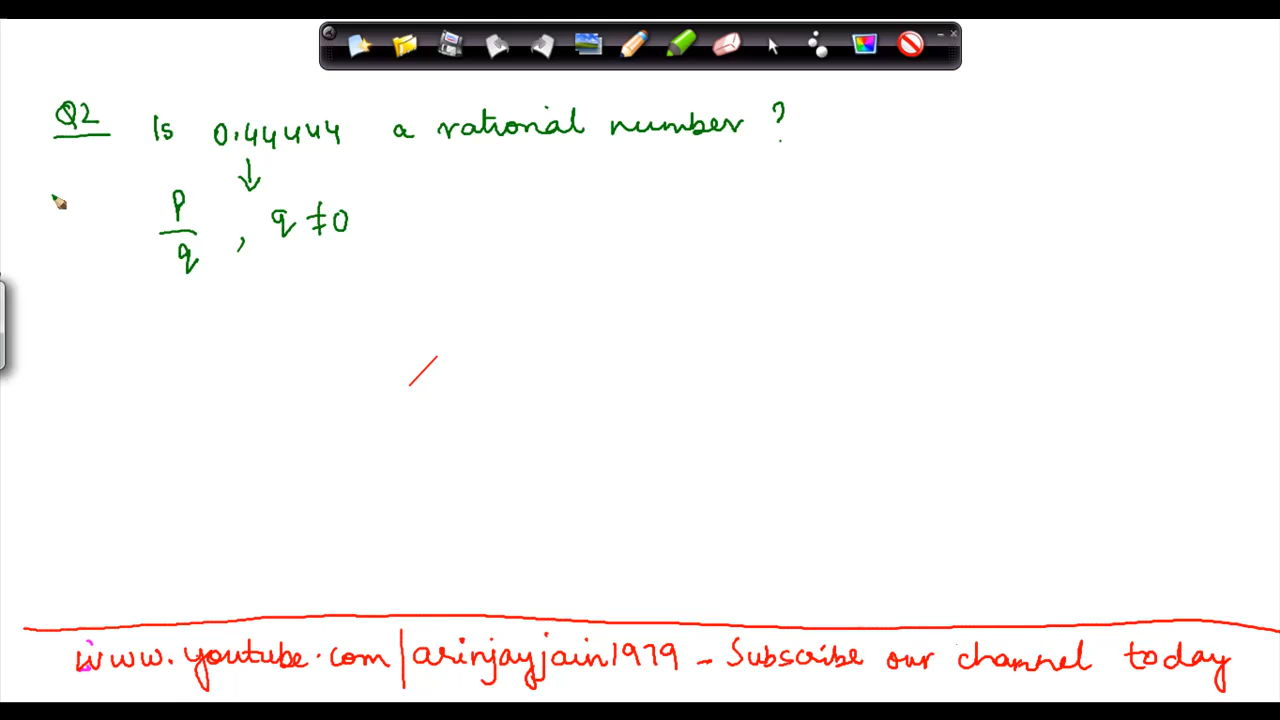 Q2 Is 0.44444 a rational number ?
p
q , q ≠ 0
www.youtube.com/arinjayjain1979 - Subscribe our channel today